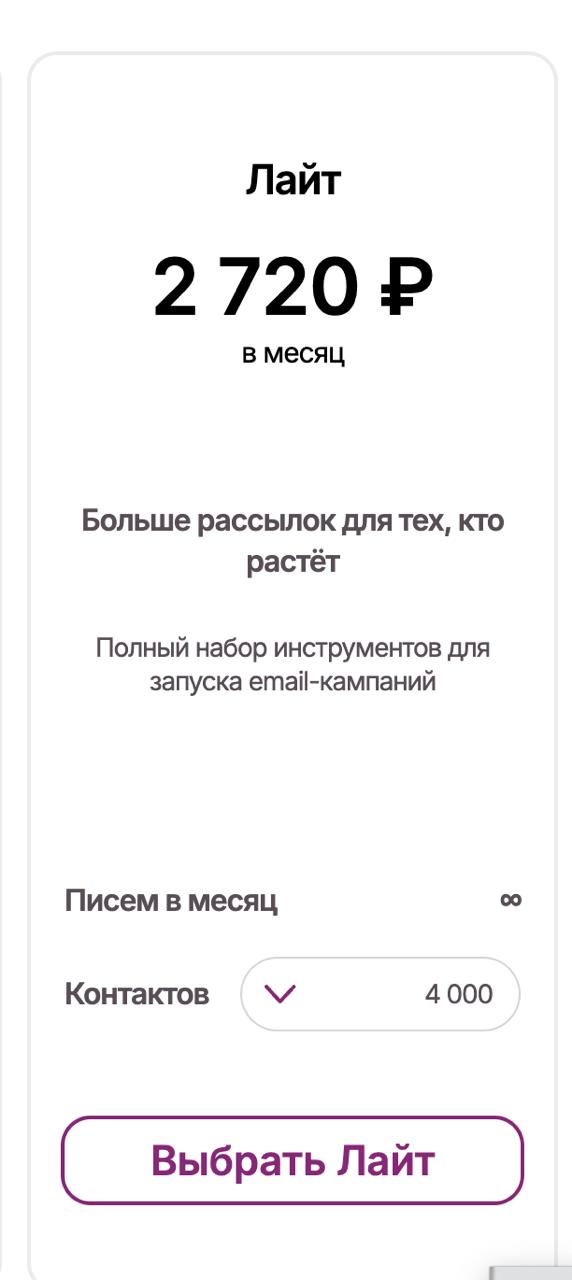 Лайт
2 720 ₽
в месяц
Больше рассылок для тех, кто
растёт
Полный набор инструментов для
запуска email-кампаний
Писем в месяц ∞
Контактов 4 000
Выбрать Лайт